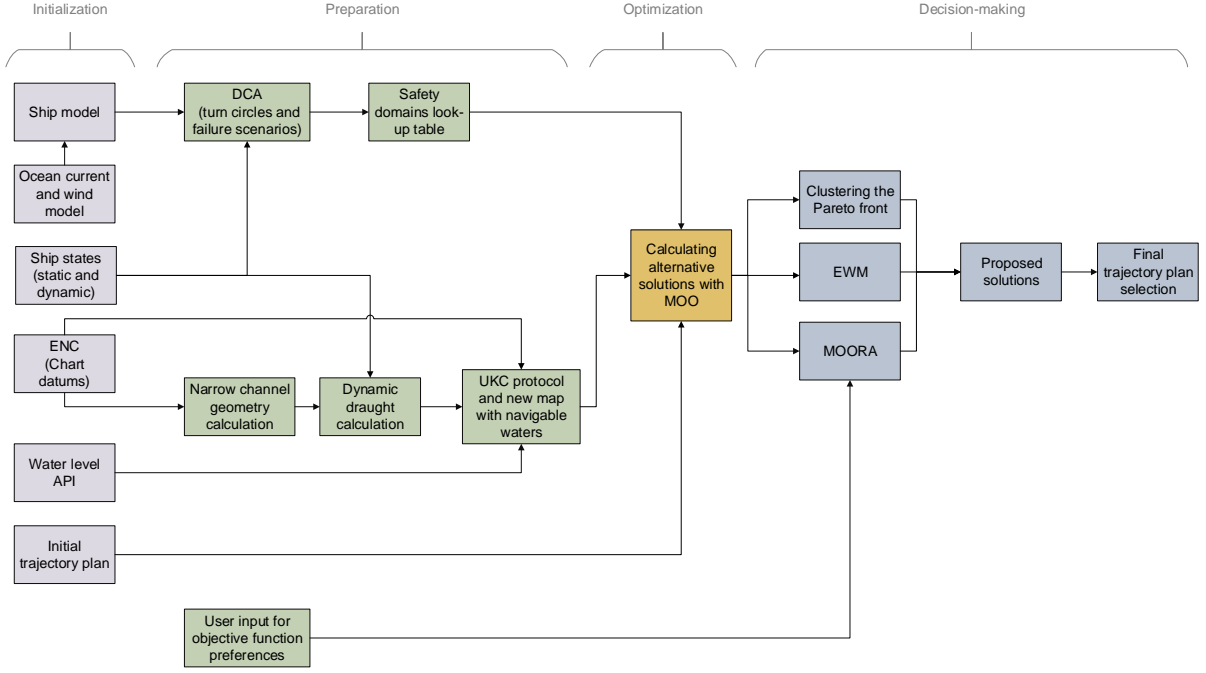 Initialization
Preparation
Optimization
Decision-making
Ship model
DCA
(turn circles and
failure scenarios)
Safety
domains look-
up table
Ocean current
and wind
model
Clustering the
Pareto front
Ship states
(static and
dynamic)
Calculating
alternative
solutions with
MOO
EWM
Proposed
solutions
Final
trajectory plan
selection
ENC
(Chart
datums)
MOORA
Narrow channel
geometry
calculation
Dynamic
draught
calculation
UKC protocol
and new map
with navigable
waters
Water level
API
Initial
trajectory plan
User input for
objective function
preferences